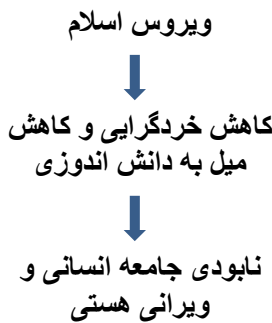 ویروس اسلام
کاهش خردگرایی و کاهش
میل به دانش اندوزی
نابودی جامعه انسانی و
ویرانی هستی